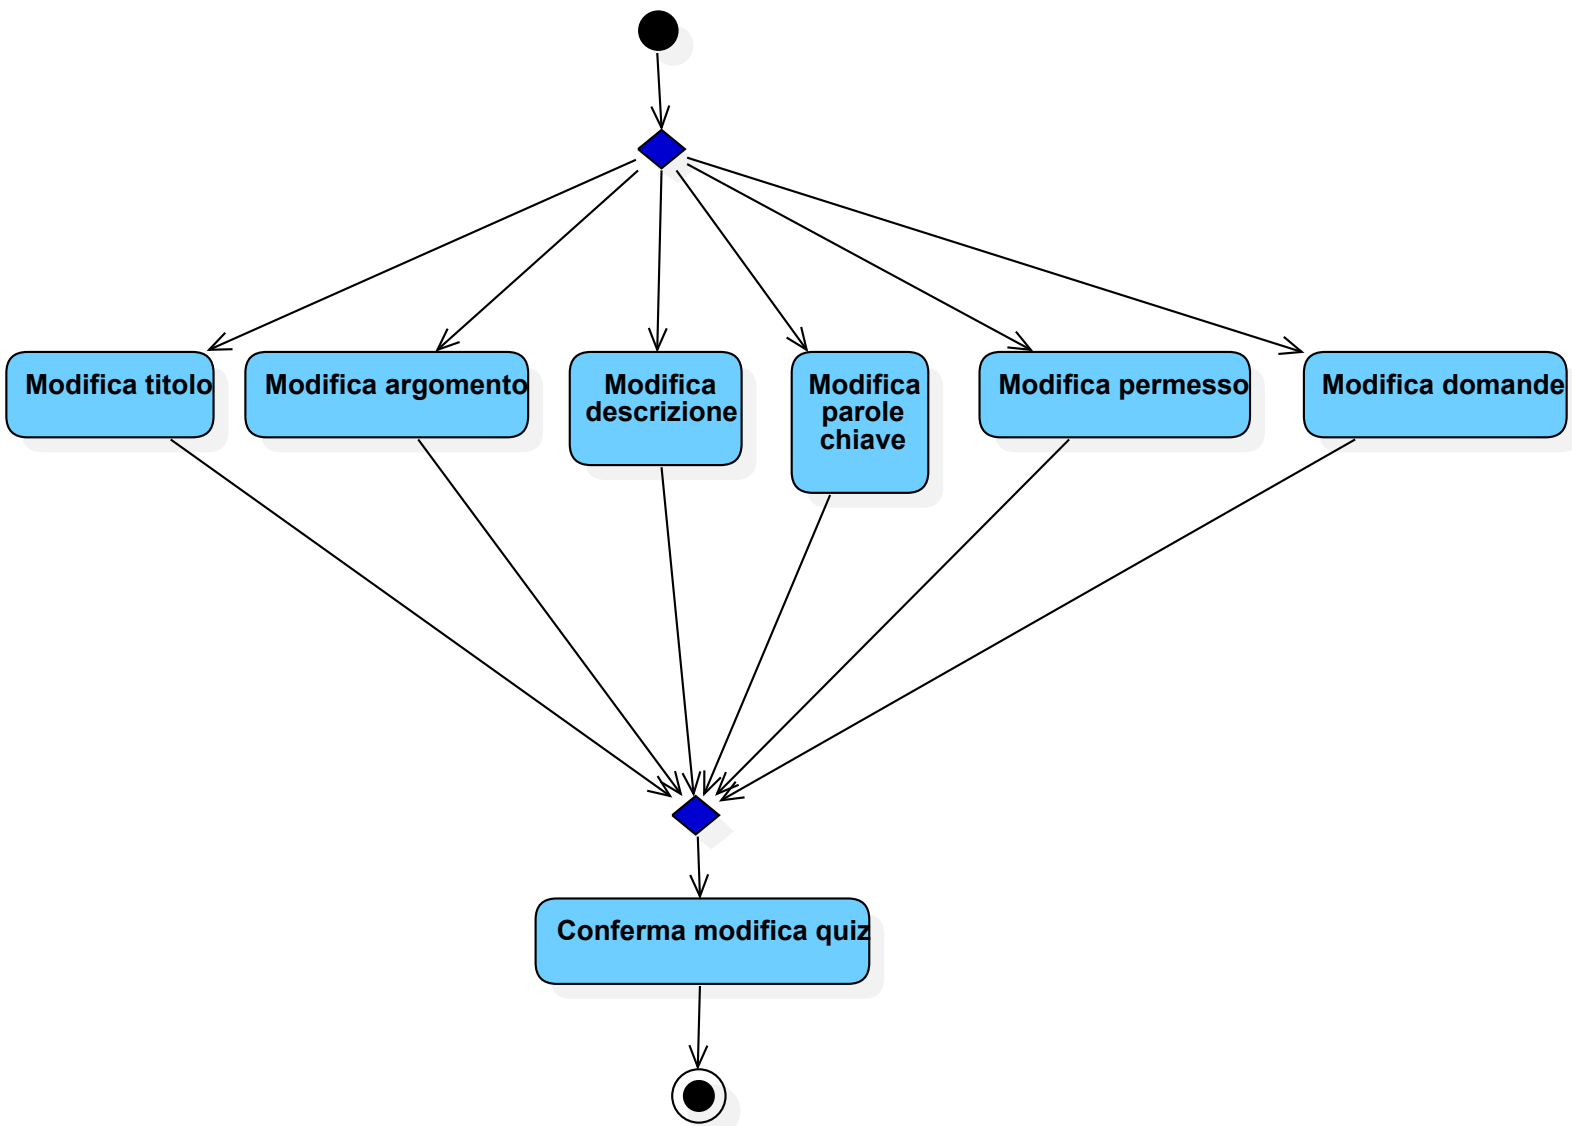 Modifica titolo
Modifica argomento
Modifica
descrizione
Modifica
parole
chiave
Modifica permesso
Modifica domande
Conferma modifica quiz